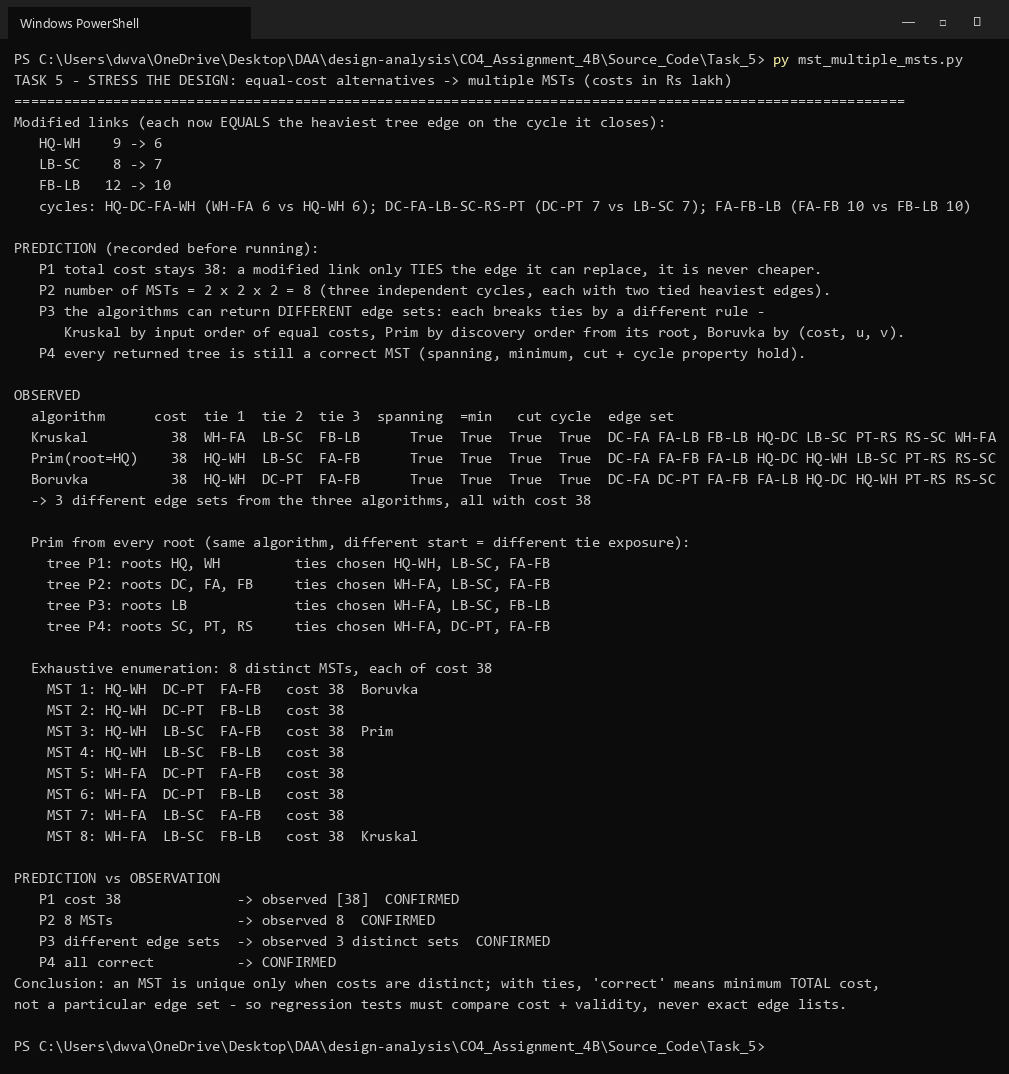 Windows PowerShell
PS C:\Users\dwva\OneDrive\Desktop\DAA\design-analysis\CO4_Assignment_4B\Source_Code\Task_5> py mst_multiple_msts.py
TASK 5 - STRESS THE DESIGN: equal-cost alternatives -> multiple MSTs (costs in Rs lakh)
============================================================================================================
Modified links (each now EQUALS the heaviest tree edge on the cycle it closes):
   HQ-WH    9 -> 6
   LB-SC    8 -> 7
   FB-LB   12 -> 10
   cycles: HQ-DC-FA-WH (WH-FA 6 vs HQ-WH 6); DC-FA-LB-SC-RS-PT (DC-PT 7 vs LB-SC 7); FA-FB-LB (FA-FB 10 vs FB-LB 10)
PREDICTION (recorded before running):
   P1 total cost stays 38: a modified link only TIES the edge it can replace, it is never cheaper.
   P2 number of MSTs = 2 x 2 x 2 = 8 (three independent cycles, each with two tied heaviest edges).
   P3 the algorithms can return DIFFERENT edge sets: each breaks ties by a different rule -
      Kruskal by input order of equal costs, Prim by discovery order from its root, Boruvka by (cost, u, v).
   P4 every returned tree is still a correct MST (spanning, minimum, cut + cycle property hold).
OBSERVED
  algorithm      cost  tie 1  tie 2  tie 3  spanning  =min   cut cycle  edge set
  Kruskal          38  WH-FA  LB-SC  FB-LB      True  True  True  True  DC-FA FA-LB FB-LB HQ-DC LB-SC PT-RS RS-SC WH-FA
  Prim(root=HQ)    38  HQ-WH  LB-SC  FA-FB      True  True  True  True  DC-FA FA-FB FA-LB HQ-DC HQ-WH LB-SC PT-RS RS-SC
  Boruvka          38  HQ-WH  DC-PT  FA-FB      True  True  True  True  DC-FA DC-PT FA-FB FA-LB HQ-DC HQ-WH PT-RS RS-SC
  -> 3 different edge sets from the three algorithms, all with cost 38
  Prim from every root (same algorithm, different start = different tie exposure):
    tree P1: roots HQ, WH         ties chosen HQ-WH, LB-SC, FA-FB
    tree P2: roots DC, FA, FB     ties chosen WH-FA, LB-SC, FA-FB
    tree P3: roots LB             ties chosen WH-FA, LB-SC, FB-LB
    tree P4: roots SC, PT, RS     ties chosen WH-FA, DC-PT, FA-FB
  Exhaustive enumeration: 8 distinct MSTs, each of cost 38
    MST 1: HQ-WH  DC-PT  FA-FB   cost 38  Boruvka
    MST 2: HQ-WH  DC-PT  FB-LB   cost 38
    MST 3: HQ-WH  LB-SC  FA-FB   cost 38  Prim
    MST 4: HQ-WH  LB-SC  FB-LB   cost 38
    MST 5: WH-FA  DC-PT  FA-FB   cost 38
    MST 6: WH-FA  DC-PT  FB-LB   cost 38
    MST 7: WH-FA  LB-SC  FA-FB   cost 38
    MST 8: WH-FA  LB-SC  FB-LB   cost 38  Kruskal
PREDICTION vs OBSERVATION
   P1 cost 38              -> observed [38]  CONFIRMED
   P2 8 MSTs               -> observed 8  CONFIRMED
   P3 different edge sets  -> observed 3 distinct sets  CONFIRMED
   P4 all correct          -> CONFIRMED
Conclusion: an MST is unique only when costs are distinct; with ties, 'correct' means minimum TOTAL cost,
not a particular edge set - so regression tests must compare cost + validity, never exact edge lists.
PS C:\Users\dwva\OneDrive\Desktop\DAA\design-analysis\CO4_Assignment_4B\Source_Code\Task_5>